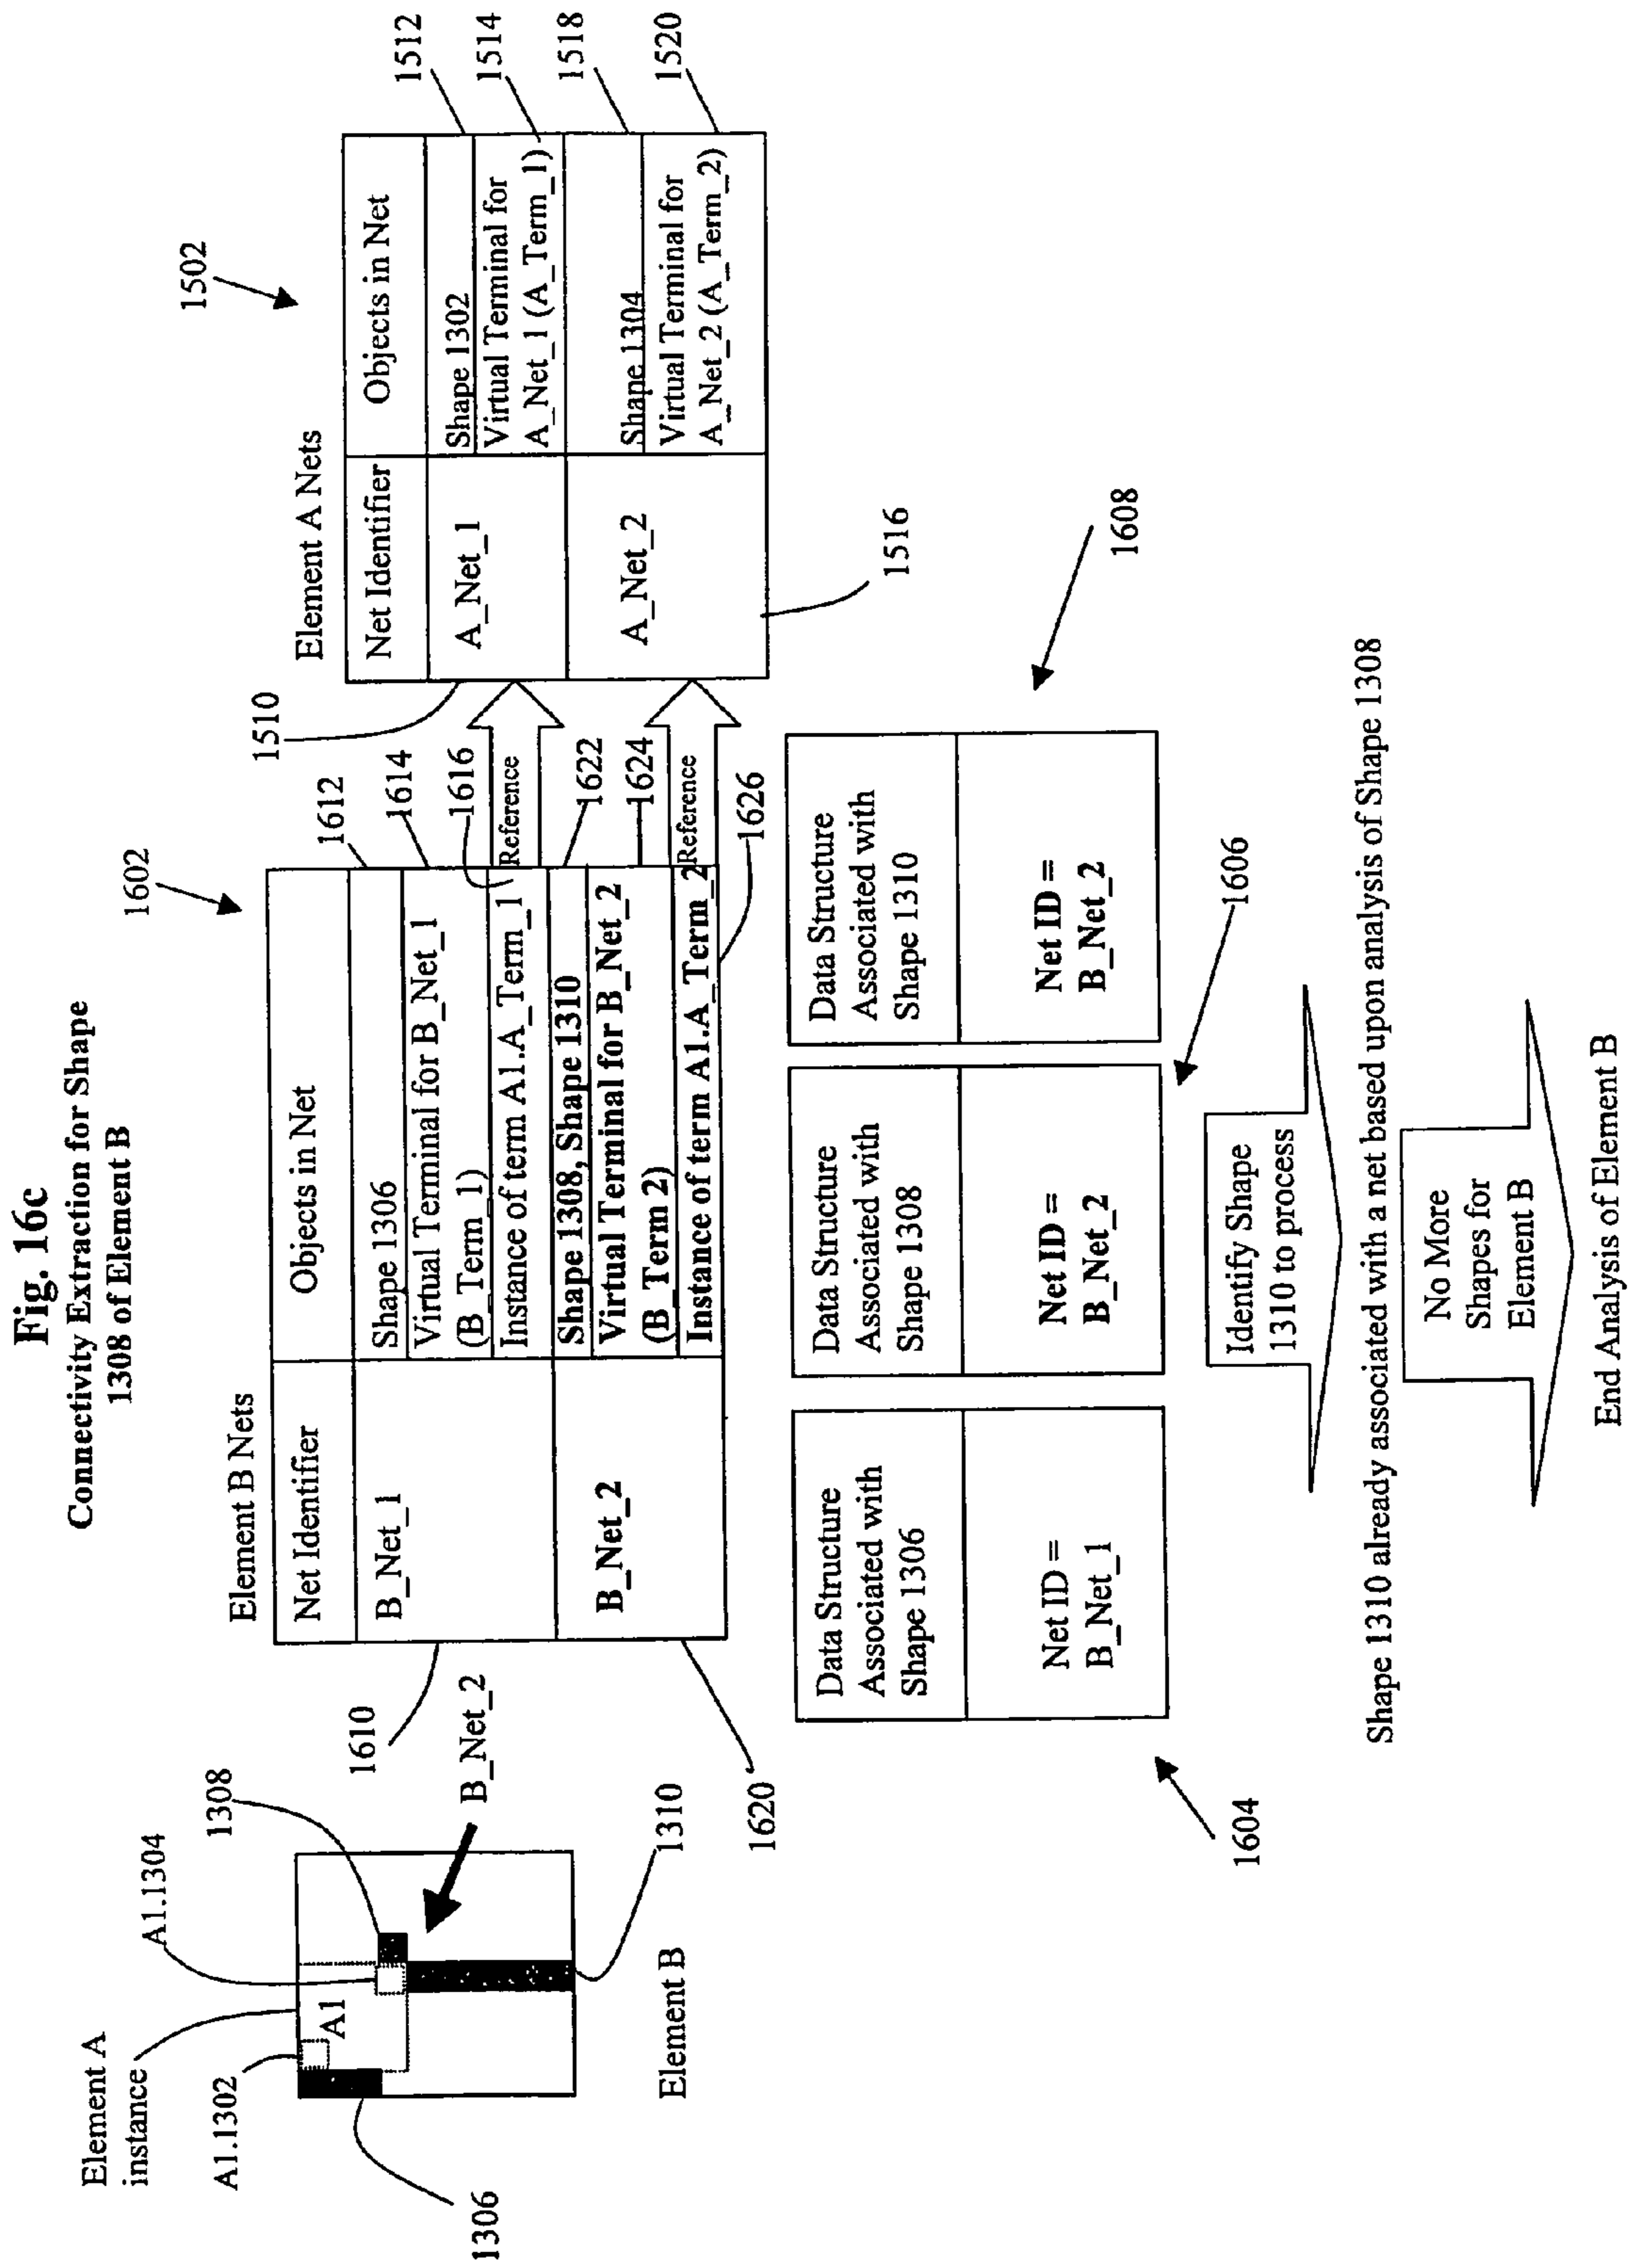 Fig. 16c
Connectivity Extraction for Shape
1308 of Element B
Element A
instance
A1.1302
A1.1304
1308
1306
A1
B_Net_2
1310
Element B
1602
Element B Nets
Net Identifier
Objects in Net
B_Net_1
Shape 1306
Virtual Terminal for B_Net_1
(B_Term_1)
Instance of term A1.A_Term_1
B_Net_2
Shape 1308, Shape 1310
Virtual Terminal for B_Net_2
(B_Term 2)
Instance of term A1.A_Term_2
1610
1620
1612
1614
1616
1622
1624
1626
Reference
Reference
1502
Element A Nets
Net Identifier
Objects in Net
A_Net_1
Shape 1302
Virtual Terminal for
A_Net_1 (A_Term_1)
A_Net_2
Shape 1304
Virtual Terminal for
A_Net_2 (A_Term_2)
1510
1512
1514
1518
1520
1516
Data Structure
Associated with
Shape 1306
Net ID =
B_Net_1
1604
Data Structure
Associated with
Shape 1308
Net ID =
B_Net_2
1606
Data Structure
Associated with
Shape 1310
Net ID =
B_Net_2
1608
Identify Shape
1310 to process
Shape 1310 already associated with a net based upon analysis of Shape 1308
No More
Shapes for
Element B
End Analysis of Element B